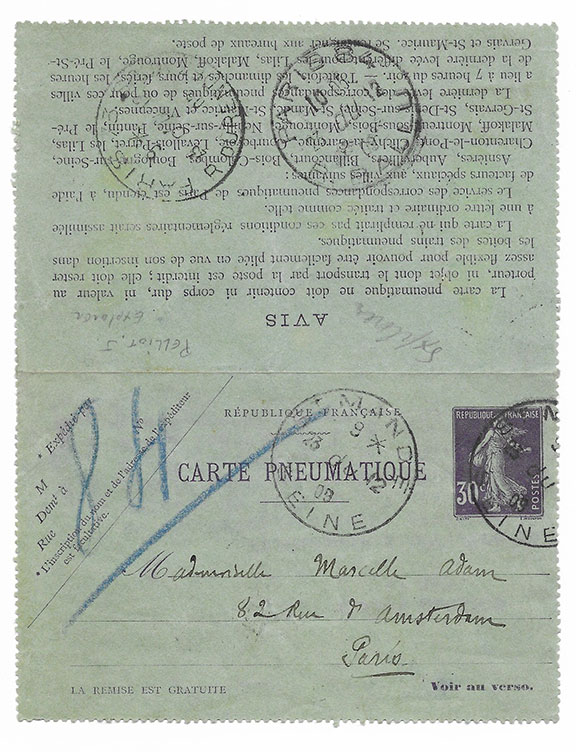 AVIS
La carte pneumatique ne doit contenir ni corps dur, ni valeur au
porteur, ni objet dont le transport par la poste est interdit; elle doit rester
assez flexible pour pouvoir être facilement pliée en vue de son insertion dans
les boîtes des trains pneumatiques.
La carte qui ne remplirait pas ces conditions réglementaires serait assimilée
à une lettre ordinaire et traitée comme telle.
Le service des correspondances pneumatiques de Paris est étendu, à l'aide
de facteurs spéciaux, aux villes suivantes:
Asnières, Aubervilliers, Billancourt, Bois-Colombes, Boulogne-sur-Seine,
Charenton-le-Pont, Clichy-la-Garenne, Courbevoie, Levallois-Perret, les Lilas,
Malakoff, Montreuil-sous-Bois, Montrouge, Neuilly-sur-Seine, Pantin, le Pré-
St-Gervais, St-Denis-sur-Seine, St-Mandé, St-Maurice et Vincennes.
La dernière levée des correspondances pneumatiques de ou pour ces villes
a lieu à 7 heures du soir. — Toutefois les dimanches et jours fériés, les heures
de la dernière levée diffèrent pour les Lilas, Malakoff, Montrouge, le Pré-St-
Gervais et St-Maurice. Se renseigner aux bureaux de poste.
Explorer
PELLIOT. J
Explorer
RÉPUBLIQUE FRANÇAISE
CARTE PNEUMATIQUE
RÉPUBLIQUE FRANÇAISE
30c
POSTES
Expédié par
M
Demt à
Rue
No
L'inscription du nom et de l'adresse de l'expéditeur
est facultative.
Mademoiselle Marcelle Adam
82 Rue d'Amsterdam
Paris
LA REMISE EST GRATUITE
Voir au verso.